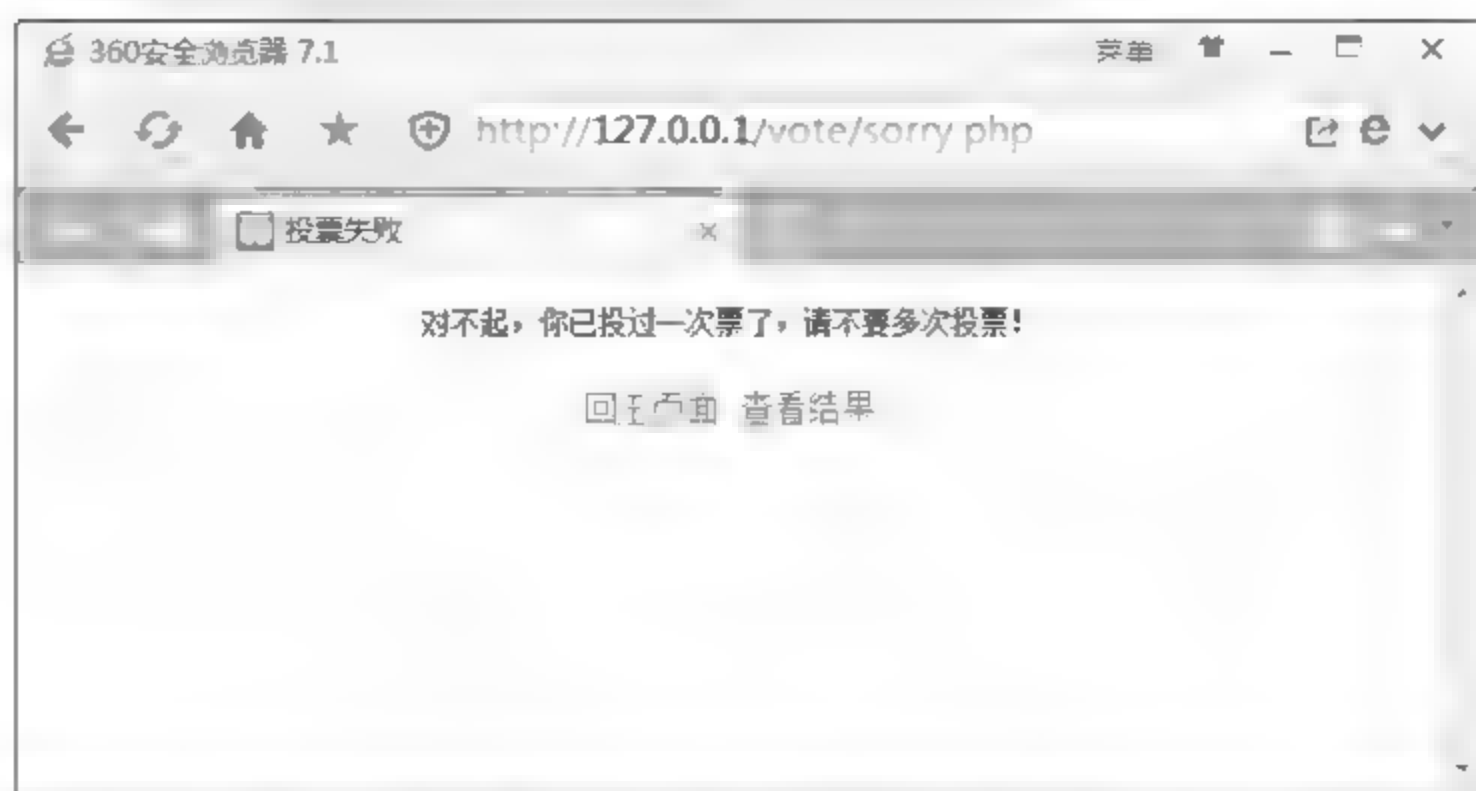 360安全浏览器 7.1 菜单
http://127.0.0.1/vote/sorry php
投票失败
对不起，你已投过一次票了，请不要多次投票！
回主页面 查看结果